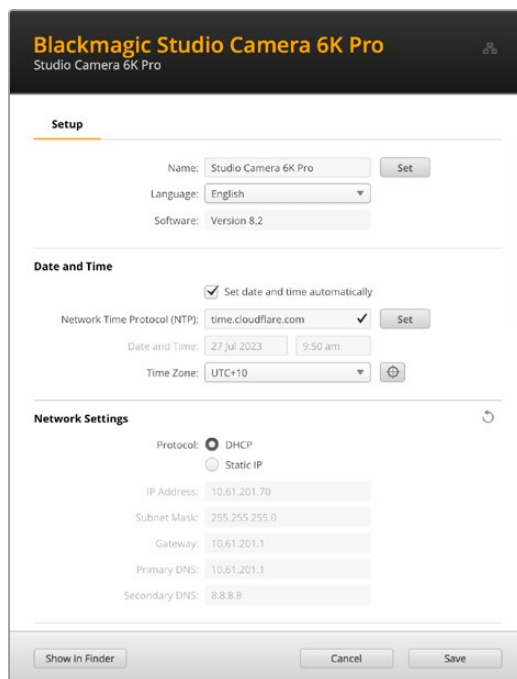 Blackmagic Studio Camera 6K Pro
Studio Camera 6K Pro
Setup
Name: Studio Camera 6K Pro Set
Language: English
Software: Version 8.2
Date and Time
Set date and time automatically
Network Time Protocol (NTP): time.cloudflare.com Set
Date and Time: 27 Jul 2023 9:50 am
Time Zone: UTC+10
Network Settings
Protocol: DHCP
Static IP
IP Address: 10.61.201.70
Subnet Mask: 255.255.255.0
Gateway: 10.61.201.1
Primary DNS: 10.61.201.1
Secondary DNS: 8.8.8.8
Show in Finder Cancel Save